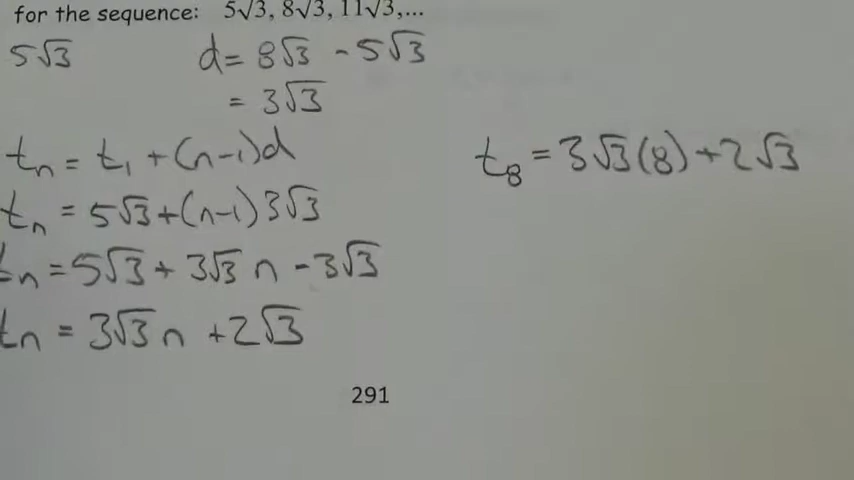 for the sequence: 5√3, 8√3, 11√3,...
5√3
d = 8√3 - 5√3
= 3√3
tₙ = t₁ + (n-1)d
tₙ = 5√3 + (n-1)3√3
tₙ = 5√3 + 3√3 n - 3√3
tₙ = 3√3 n + 2√3
t₈ = 3√3(8) + 2√3
291